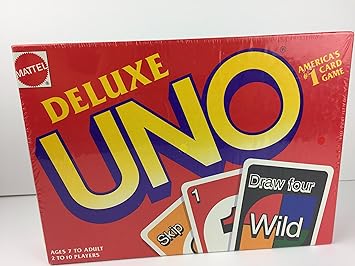 MATTEL
DELUXE
UNO
®
AMERICA'S
#1 CARD
GAME!
Skip
1
Draw four
Wild
AGES 7 TO ADULT
2 TO 10 PLAYERS